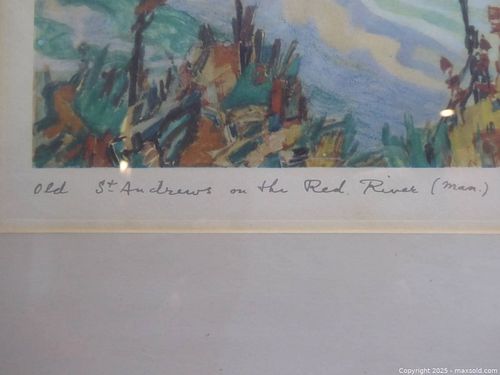 Old St Andrews on the Red River (Man.)
Copyright 2025 - maxsold.com